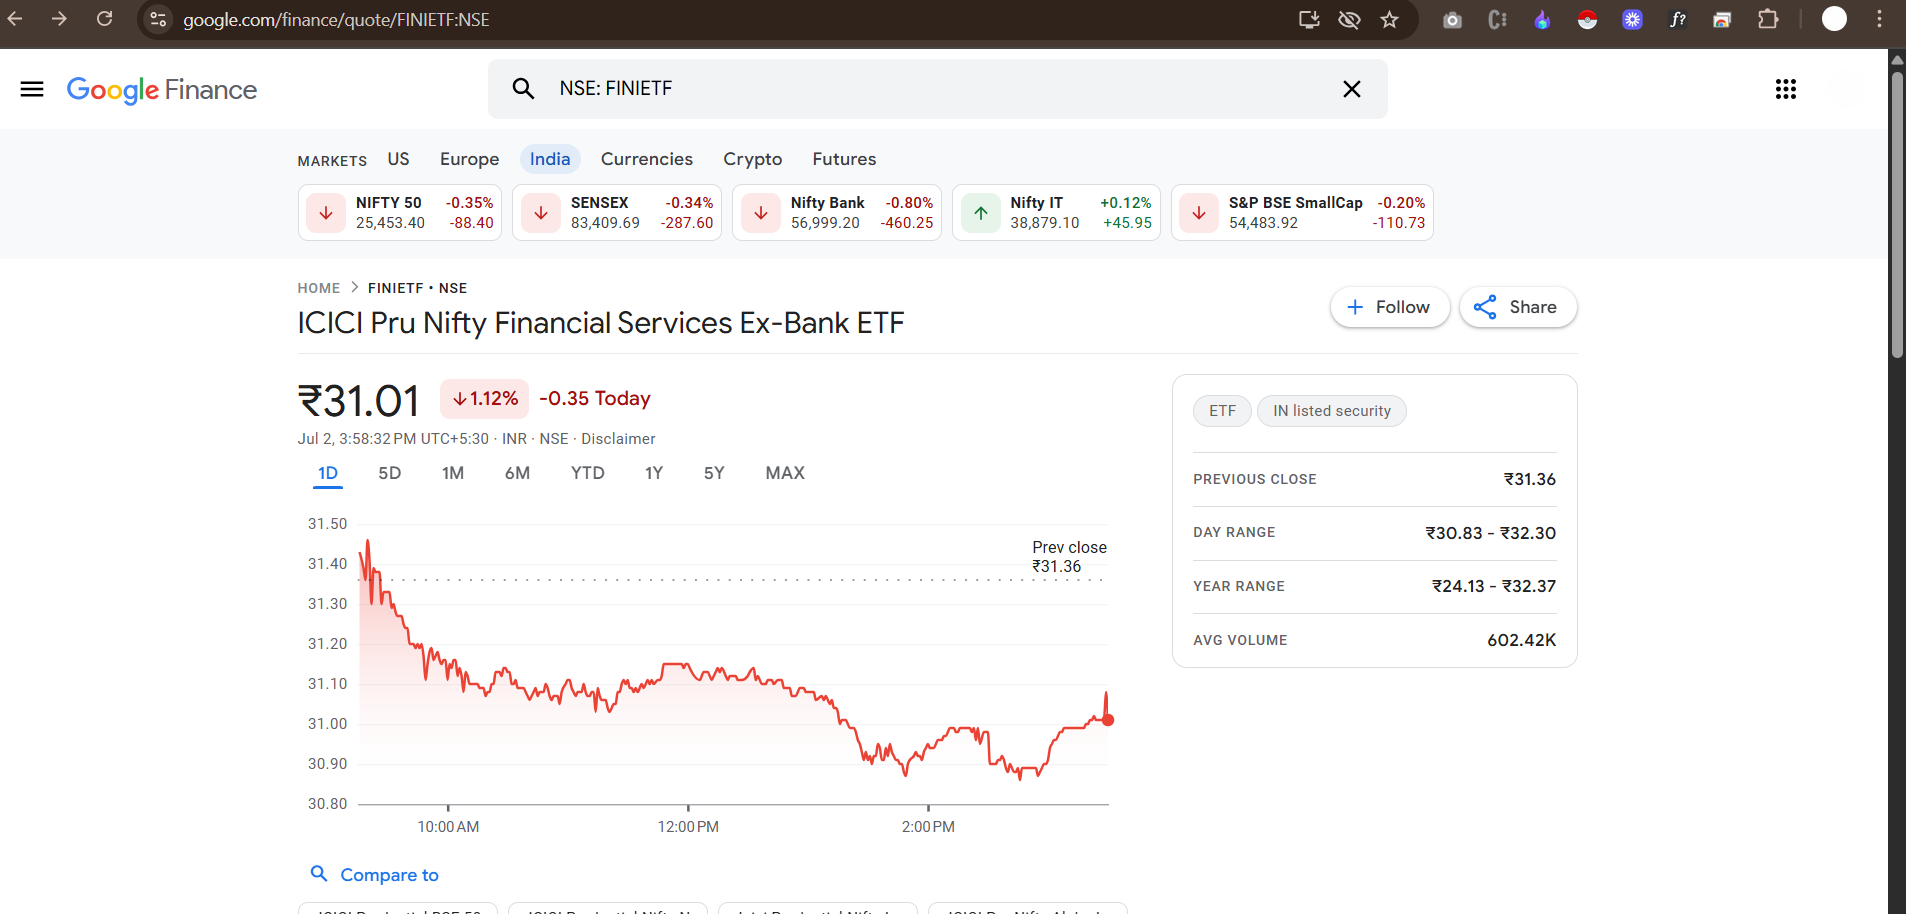 google.com/finance/quote/FINIETF:NSE
Google Finance
NSE: FINIETF
MARKETS US Europe India Currencies Crypto Futures
NIFTY 50 -0.35%
25,453.40 -88.40
SENSEX -0.34%
83,409.69 -287.60
Nifty Bank -0.80%
56,999.20 -460.25
Nifty IT +0.12%
38,879.10 +45.95
S&P BSE SmallCap -0.20%
54,483.92 -110.73
HOME > FINIETF • NSE
ICICI Pru Nifty Financial Services Ex-Bank ETF
+ Follow
Share
₹31.01 ↓1.12% -0.35 Today
Jul 2, 3:58:32 PM UTC+5:30 · INR · NSE · Disclaimer
1D 5D 1M 6M YTD 1Y 5Y MAX
31.50
31.40
31.30
31.20
31.10
31.00
30.90
30.80
Prev close
₹31.36
10:00 AM 12:00 PM 2:00 PM
ETF IN listed security
PREVIOUS CLOSE ₹31.36
DAY RANGE ₹30.83 - ₹32.30
YEAR RANGE ₹24.13 - ₹32.37
AVG VOLUME 602.42K
Compare to